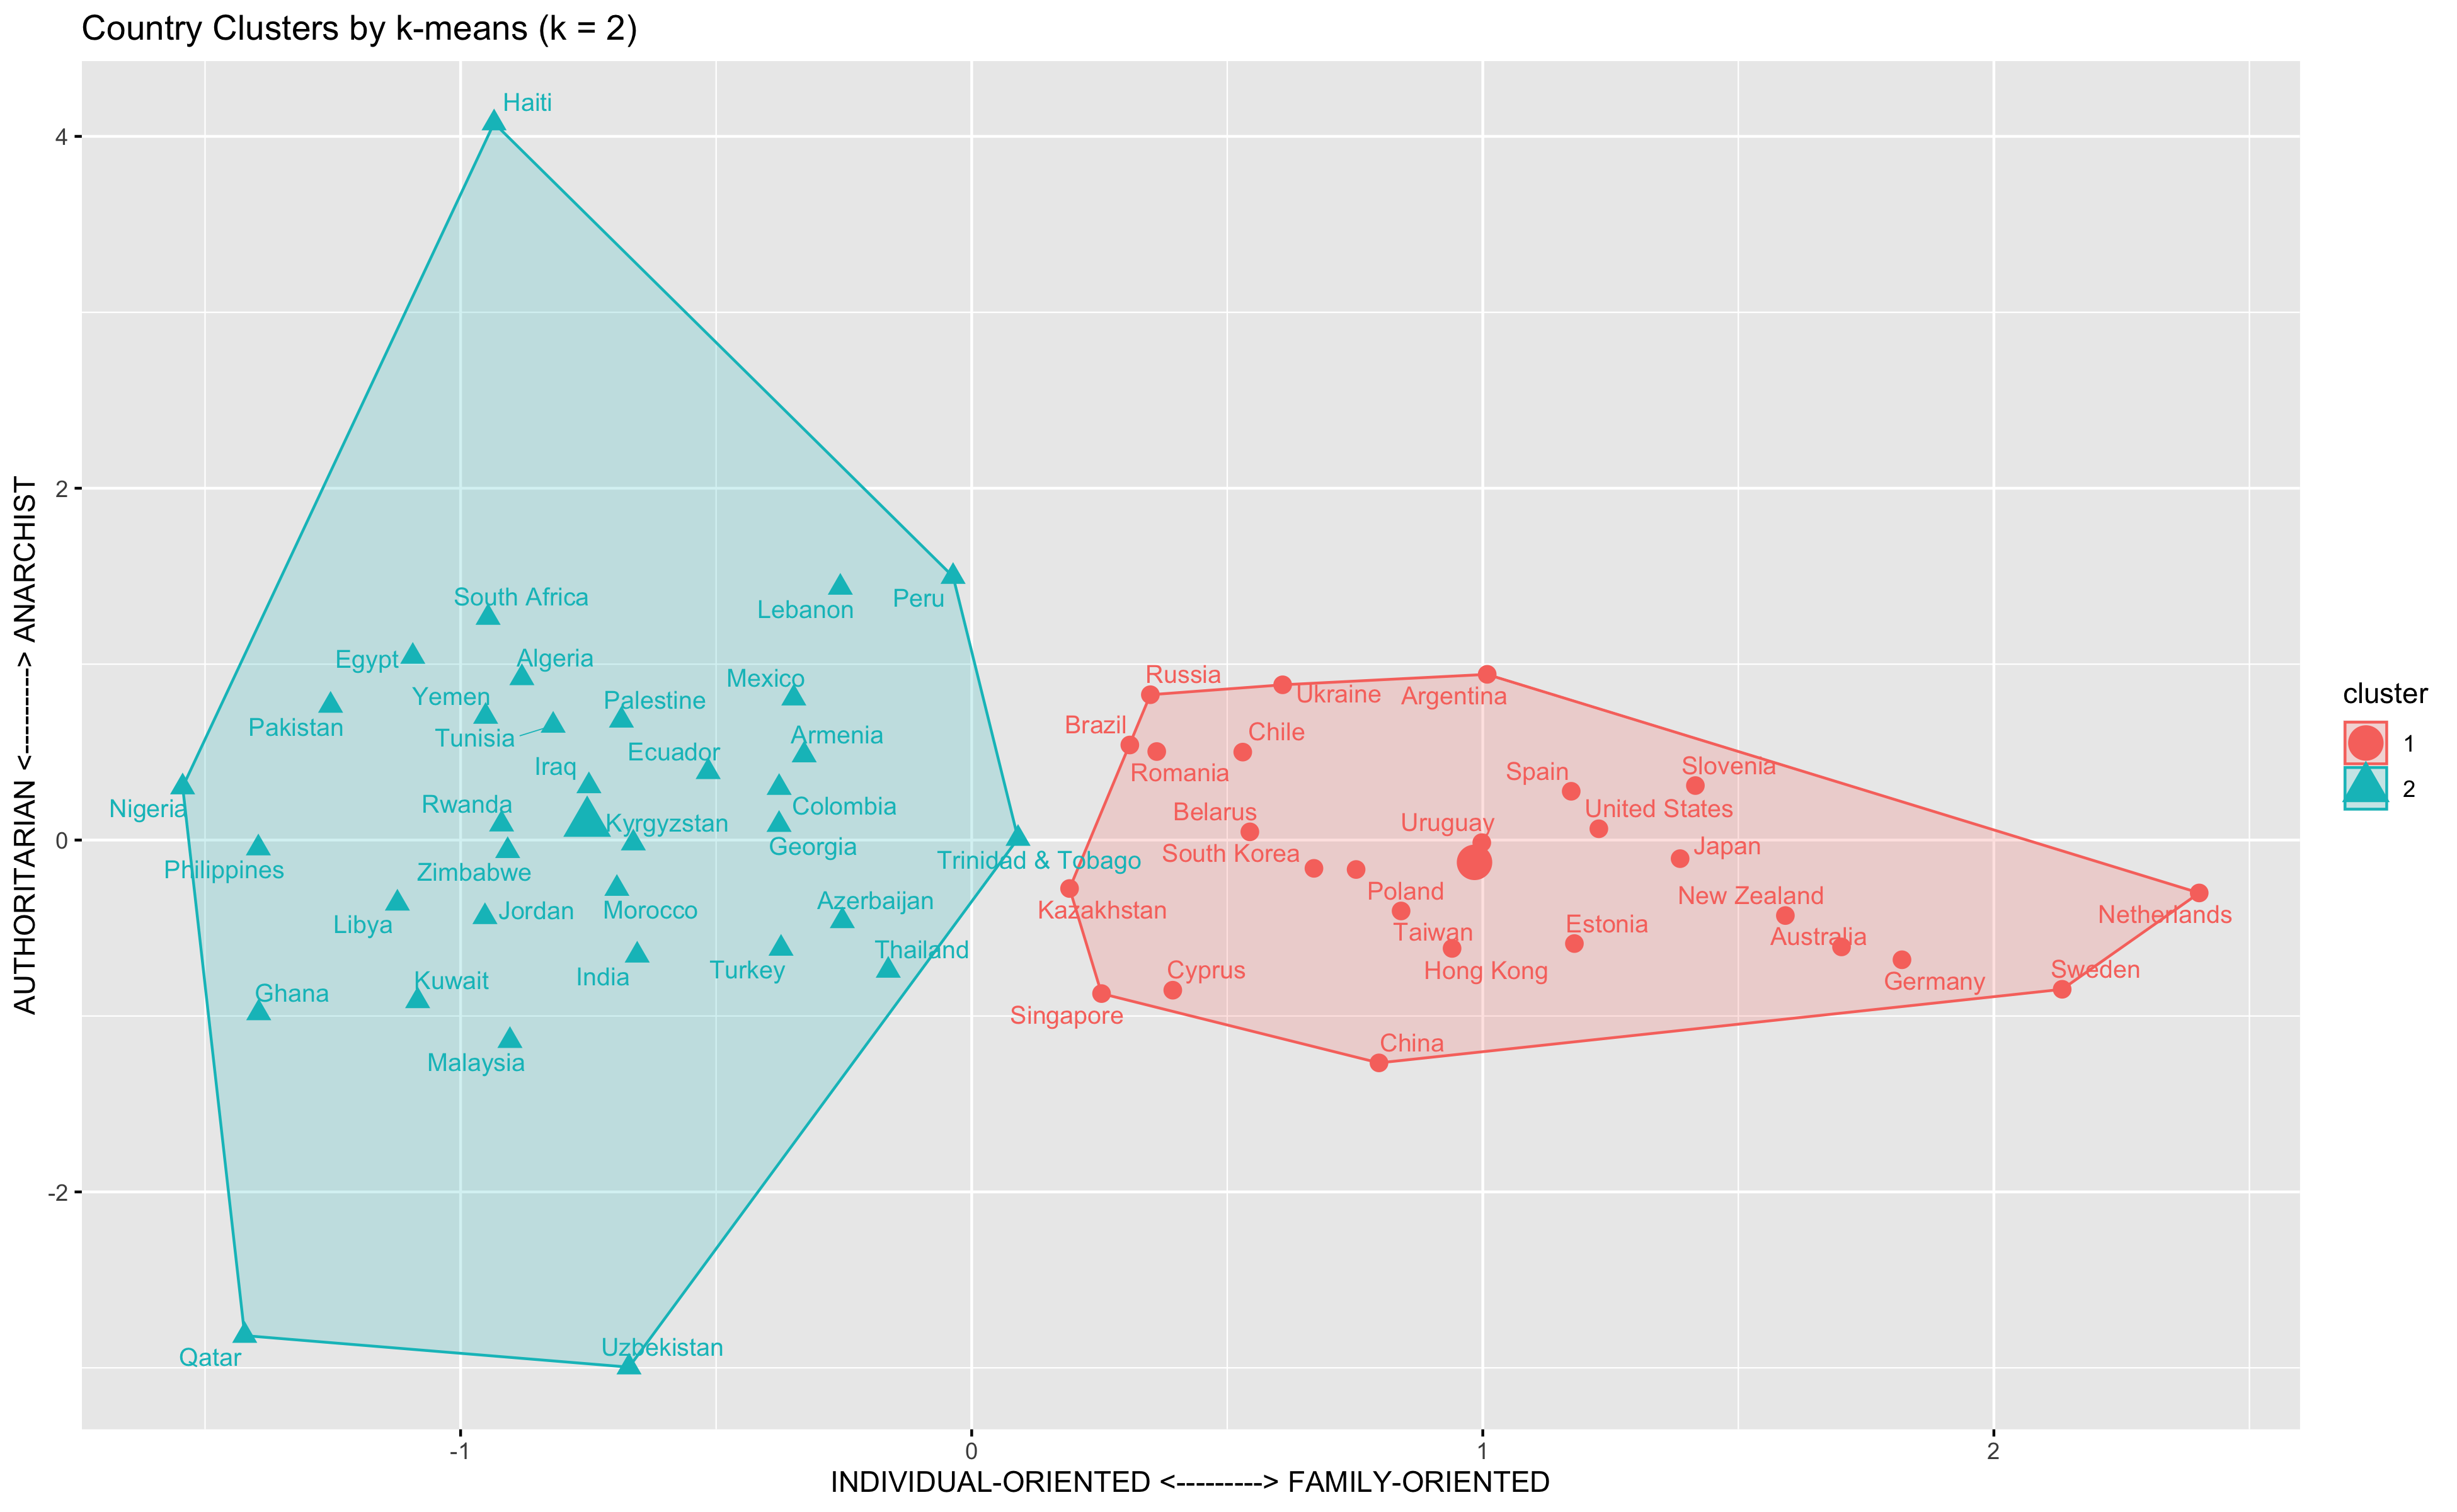 Country Clusters by k-means (k = 2)
Haiti
4
2
0
-2
AUTHORITARIAN <----------> ANARCHIST
South Africa
Lebanon
Peru
Egypt
Algeria
Mexico
Yemen
Palestine
Pakistan
Tunisia
Armenia
Ecuador
Iraq
Nigeria
Rwanda
Colombia
Kyrgyzstan
Georgia
Trinidad & Tobago
Philippines
Zimbabwe
Azerbaijan
Libya
Jordan
Morocco
Thailand
Turkey
India
Kuwait
Ghana
Malaysia
Uzbekistan
Qatar
Russia
Ukraine
Argentina
Brazil
Chile
Romania
Spain
Slovenia
Belarus
United States
Uruguay
South Korea
Japan
Poland
New Zealand
Kazakhstan
Netherlands
Taiwan
Estonia
Australia
Cyprus
Hong Kong
Sweden
Germany
Singapore
China
cluster
1
2
-1
0
1
2
INDIVIDUAL-ORIENTED <----------> FAMILY-ORIENTED